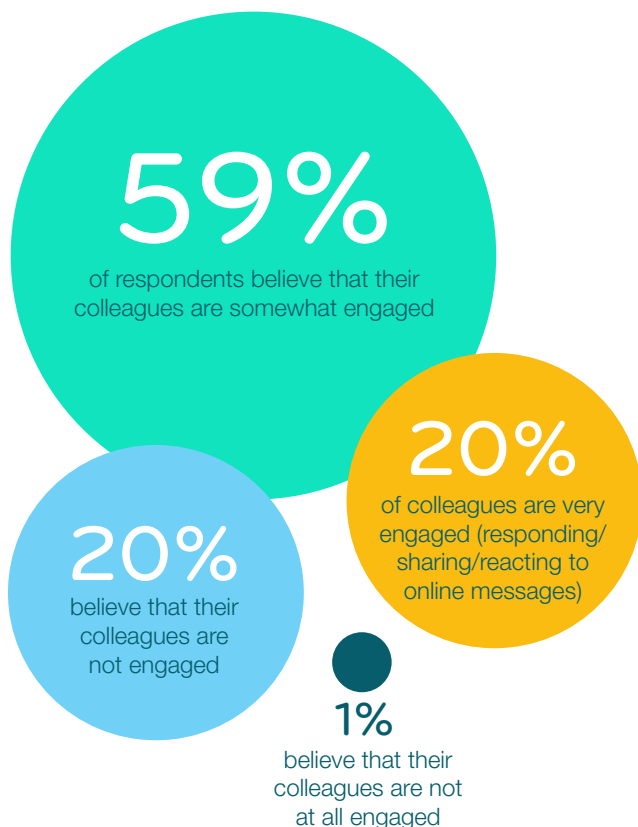 59%
of respondents believe that their
colleagues are somewhat engaged
20%
of colleagues are very
engaged (responding/
sharing/reacting to
online messages)
20%
believe that their
colleagues are
not engaged
1%
believe that their
colleagues are not
at all engaged